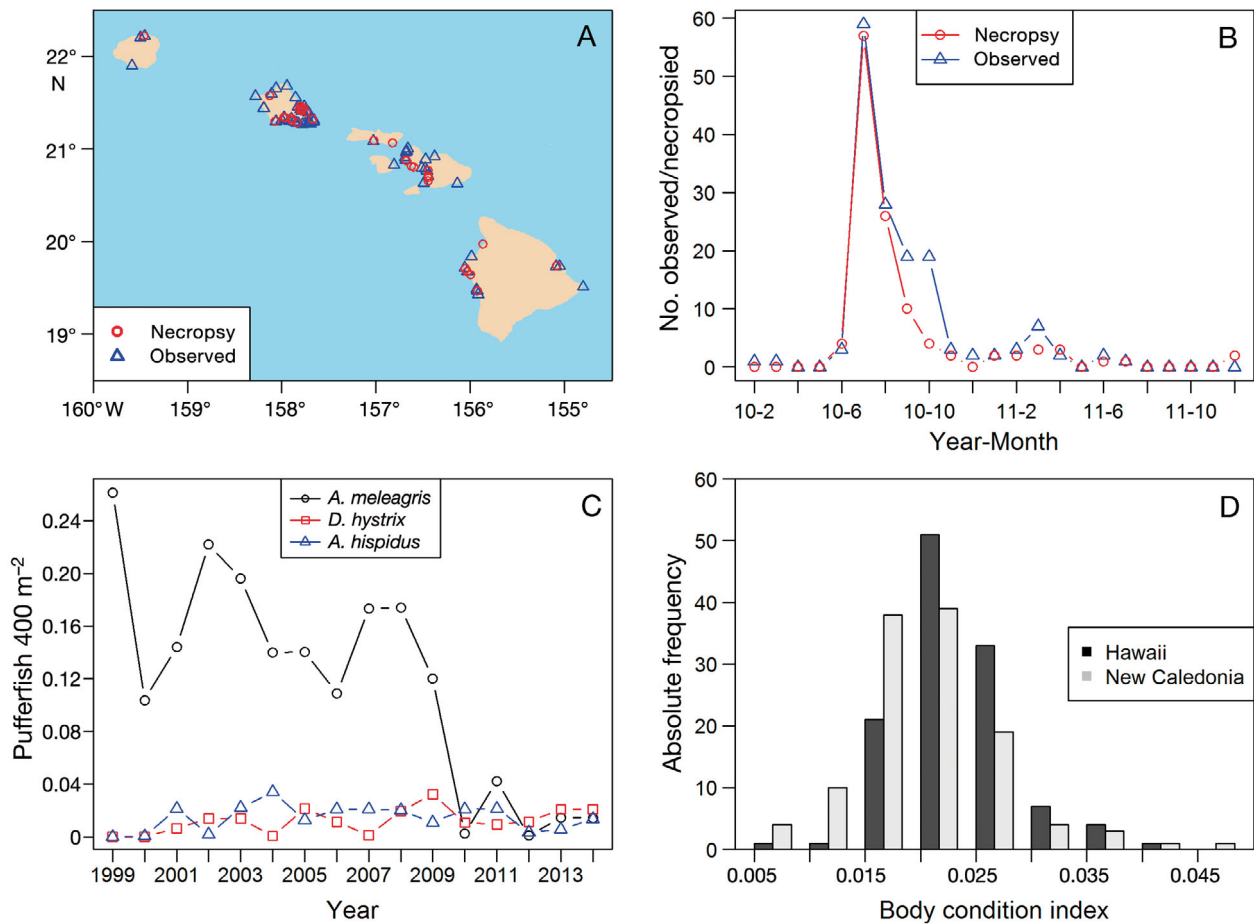 A
22°
N
21°
20°
19°
Necropsy
Observed
160°W
159°
158°
157°
156°
155°
B
Necropsy
Observed
No. observed/necropsied
60
50
40
30
20
10
0
10-2
10-6
10-10
11-2
11-6
11-10
Year-Month
C
A. meleagris
D. hystrix
A. hispidus
Pufferfish 400 m⁻²
0.24
0.20
0.16
0.12
0.08
0.04
0
1999
2001
2003
2005
2007
2009
2011
2013
Year
D
Hawaii
New Caledonia
Absolute frequency
60
50
40
30
20
10
0
0.005
0.015
0.025
0.035
0.045
Body condition index